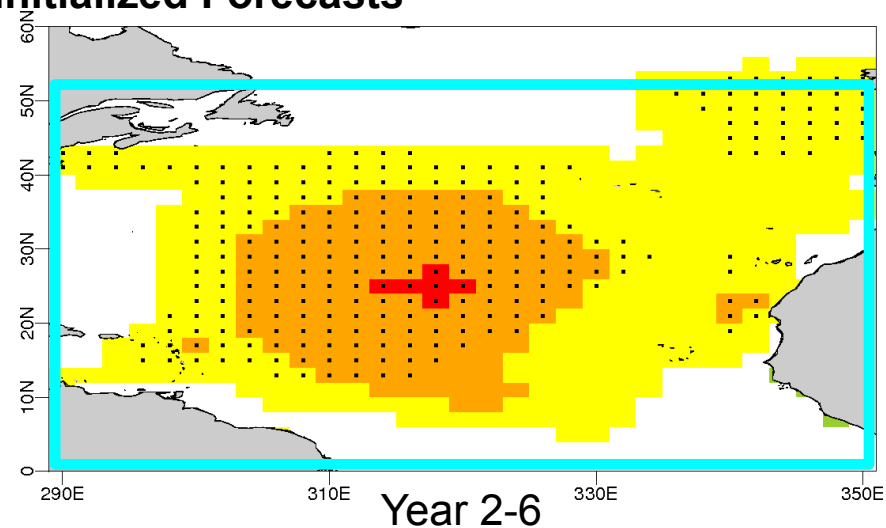 Initialized Forecasts
60N
50N
40N
30N
20N
10N
0
290E 310E 330E 350E
Year 2-6